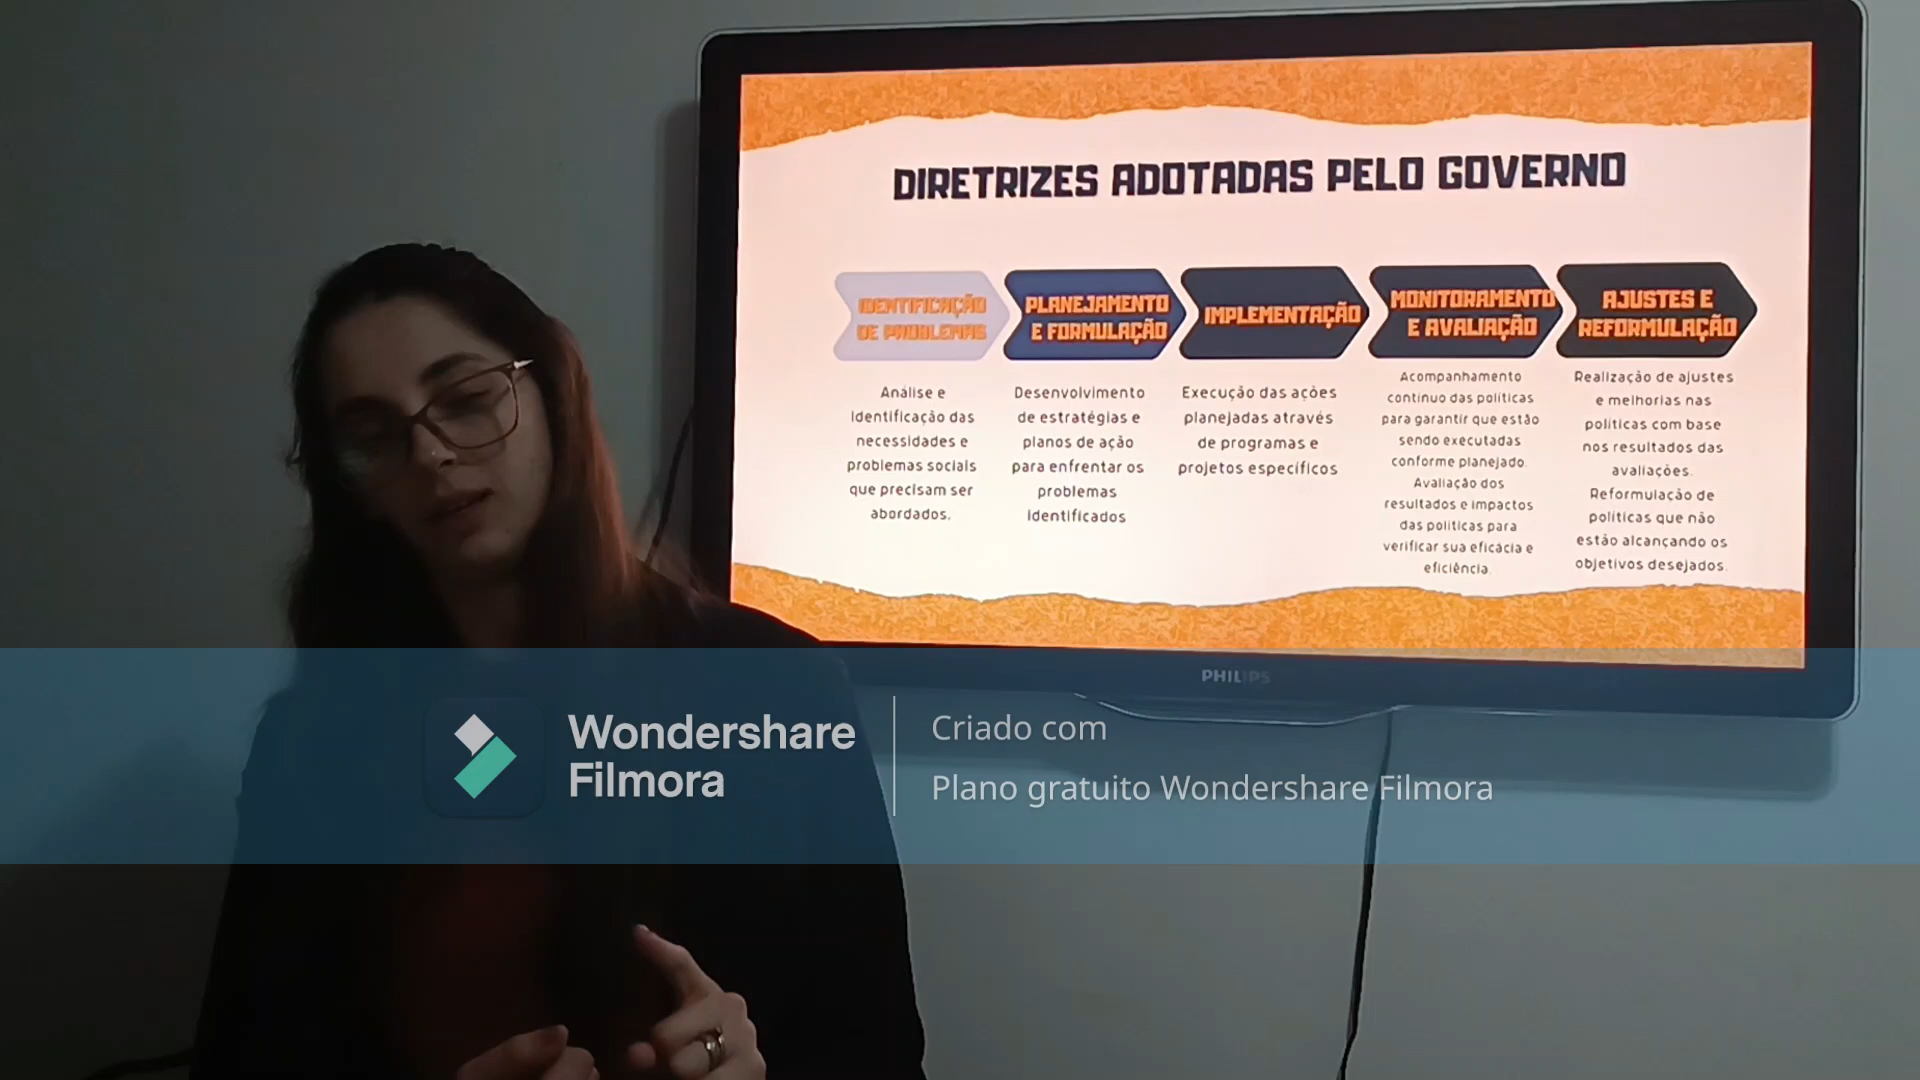 DIRETRIZES ADOTADAS PELO GOVERNO
IDENTIFICAÇÃO
DE PROBLEMAS
Análise e
identificação das
necessidades e
problemas sociais
que precisam ser
abordados.
PLANEJAMENTO
E FORMULAÇÃO
Desenvolvimento
de estratégias e
planos de ação
para enfrentar os
problemas
identificados
IMPLEMENTAÇÃO
Execução das ações
planejadas através
de programas e
projetos específicos
MONITORAMENTO
E AVALIAÇÃO
Acompanhamento
contínuo das políticas
para garantir que estão
sendo executadas
conforme planejado.
Avaliação dos
resultados e impactos
das políticas para
verificar sua eficácia e
eficiência.
AJUSTES E
REFORMULAÇÃO
Realização de ajustes
e melhorias nas
políticas com base
nos resultados das
avaliações.
Reformulação de
políticas que não
estão alcançando os
objetivos desejados.
PHILIPS
Wondershare
Filmora
Criado com
Plano gratuito Wondershare Filmora